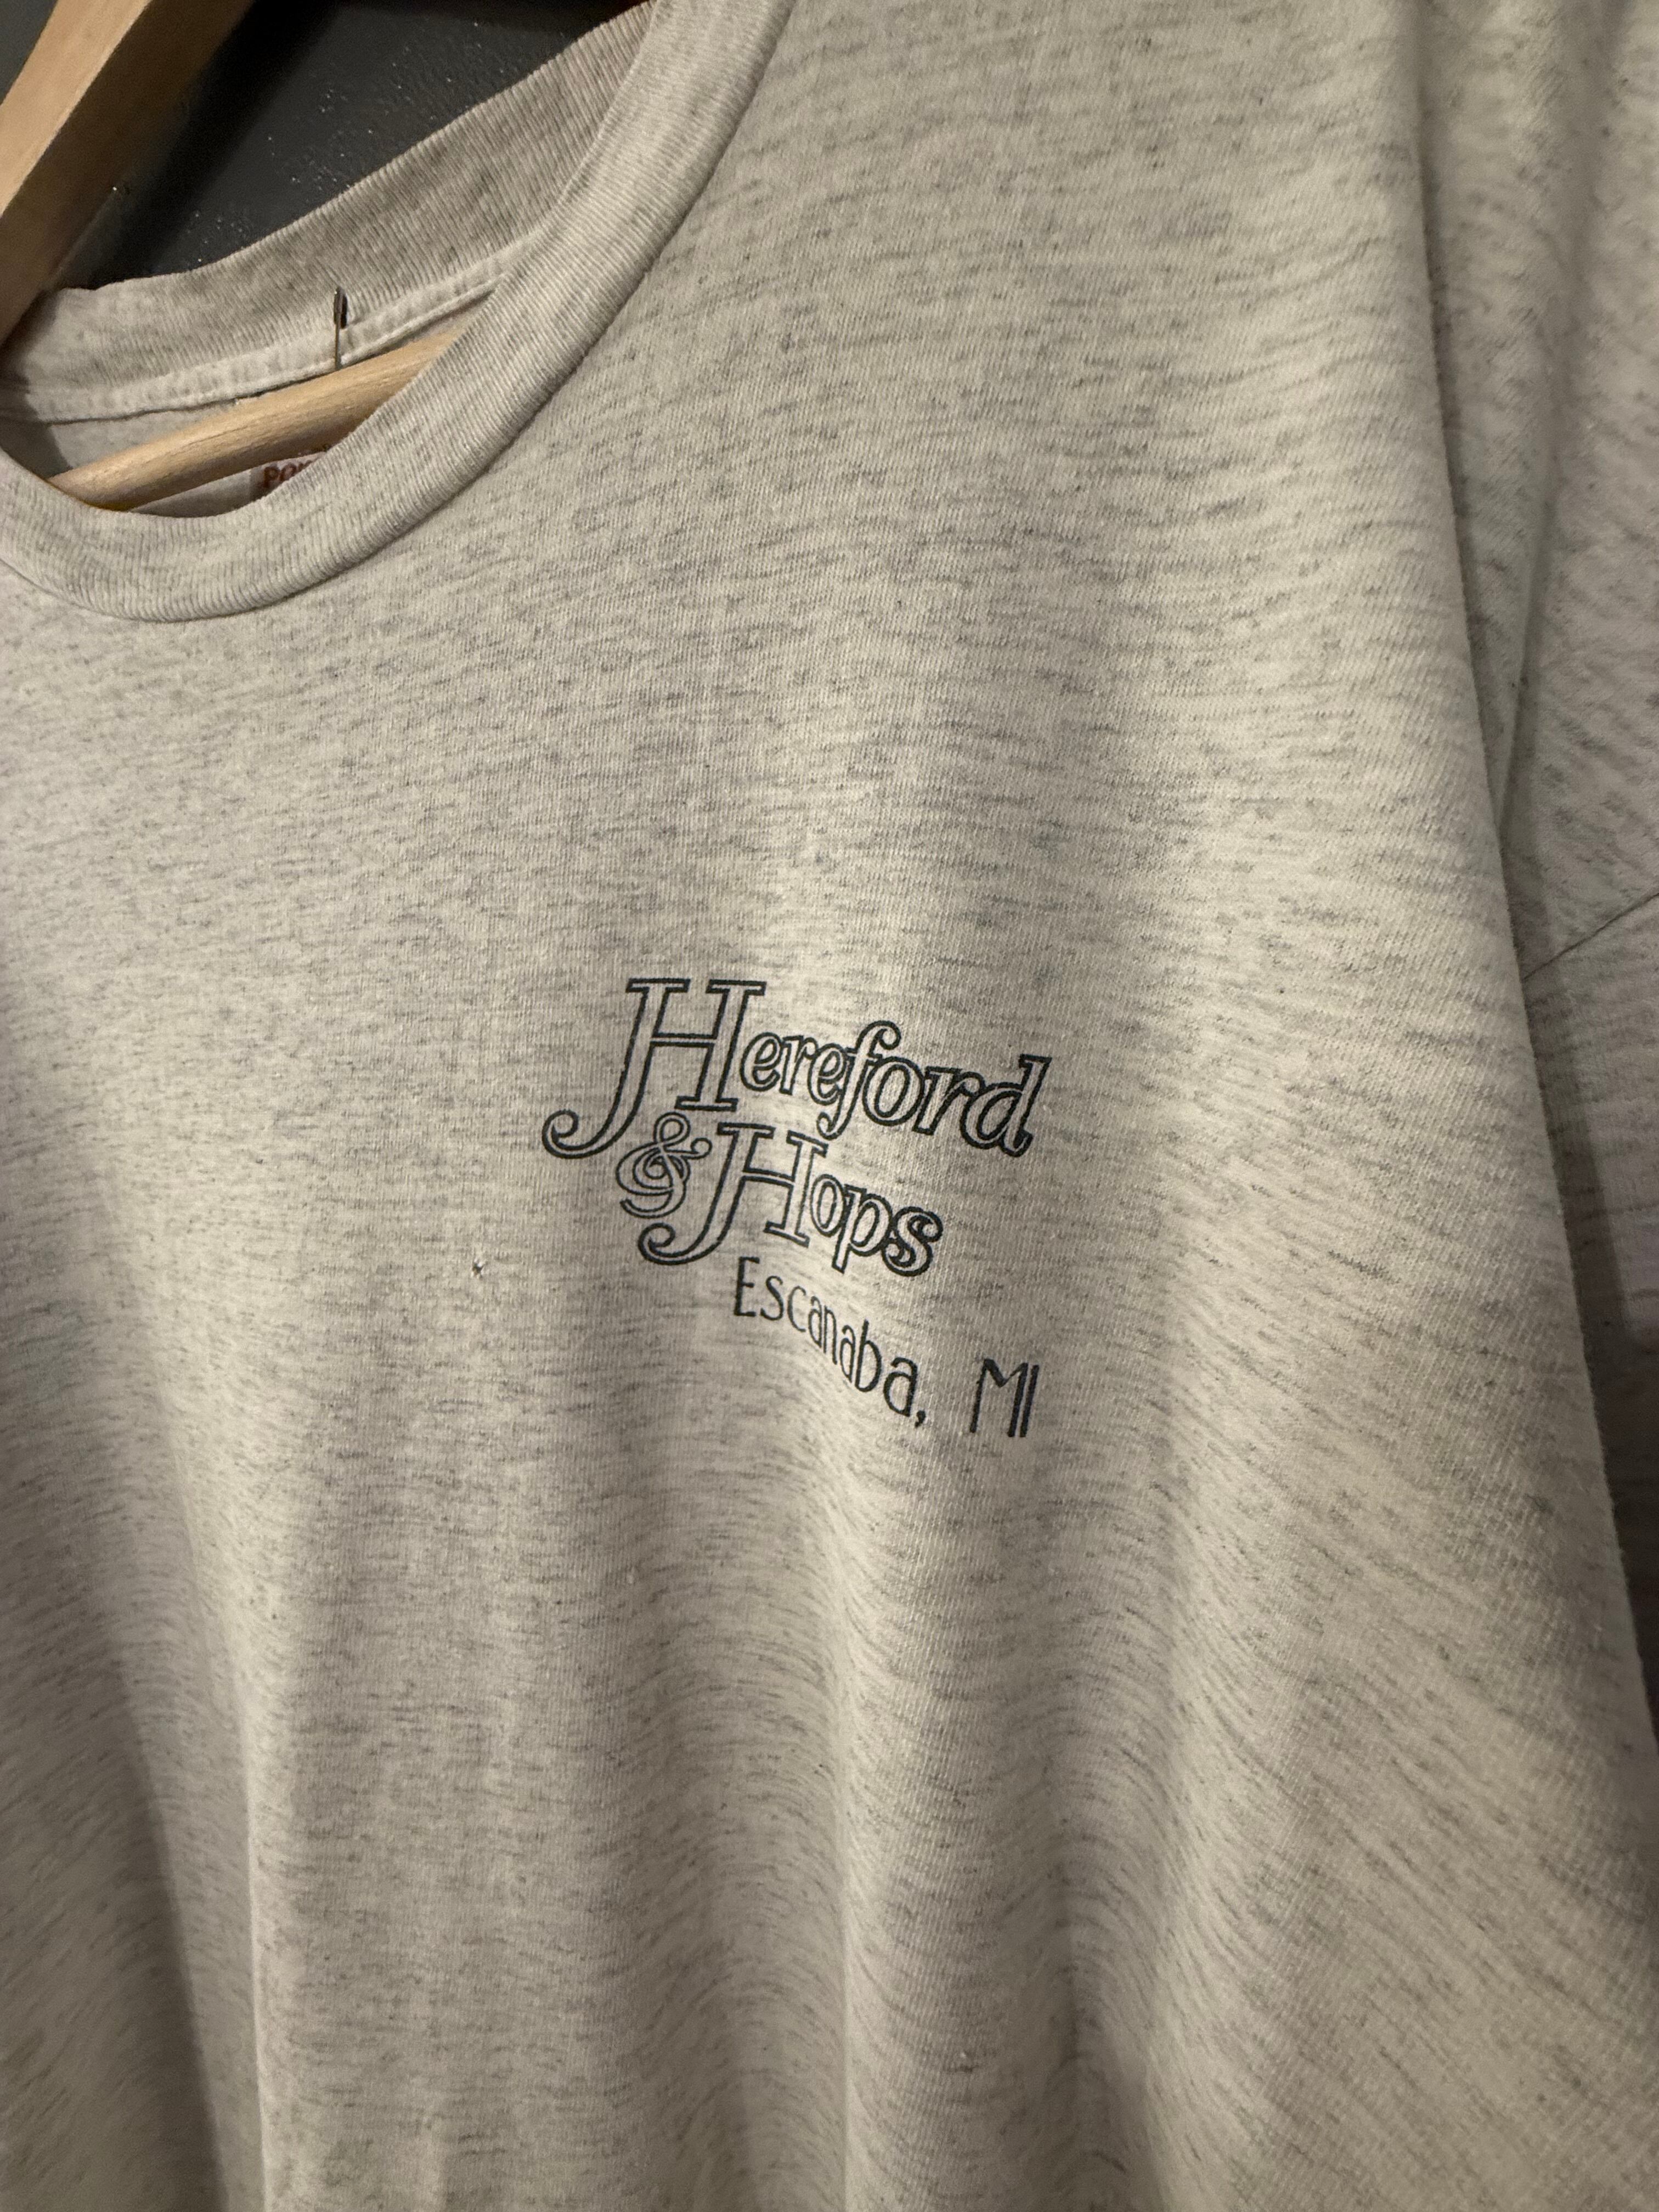 Hereford
& Hops
Escanaba, MI